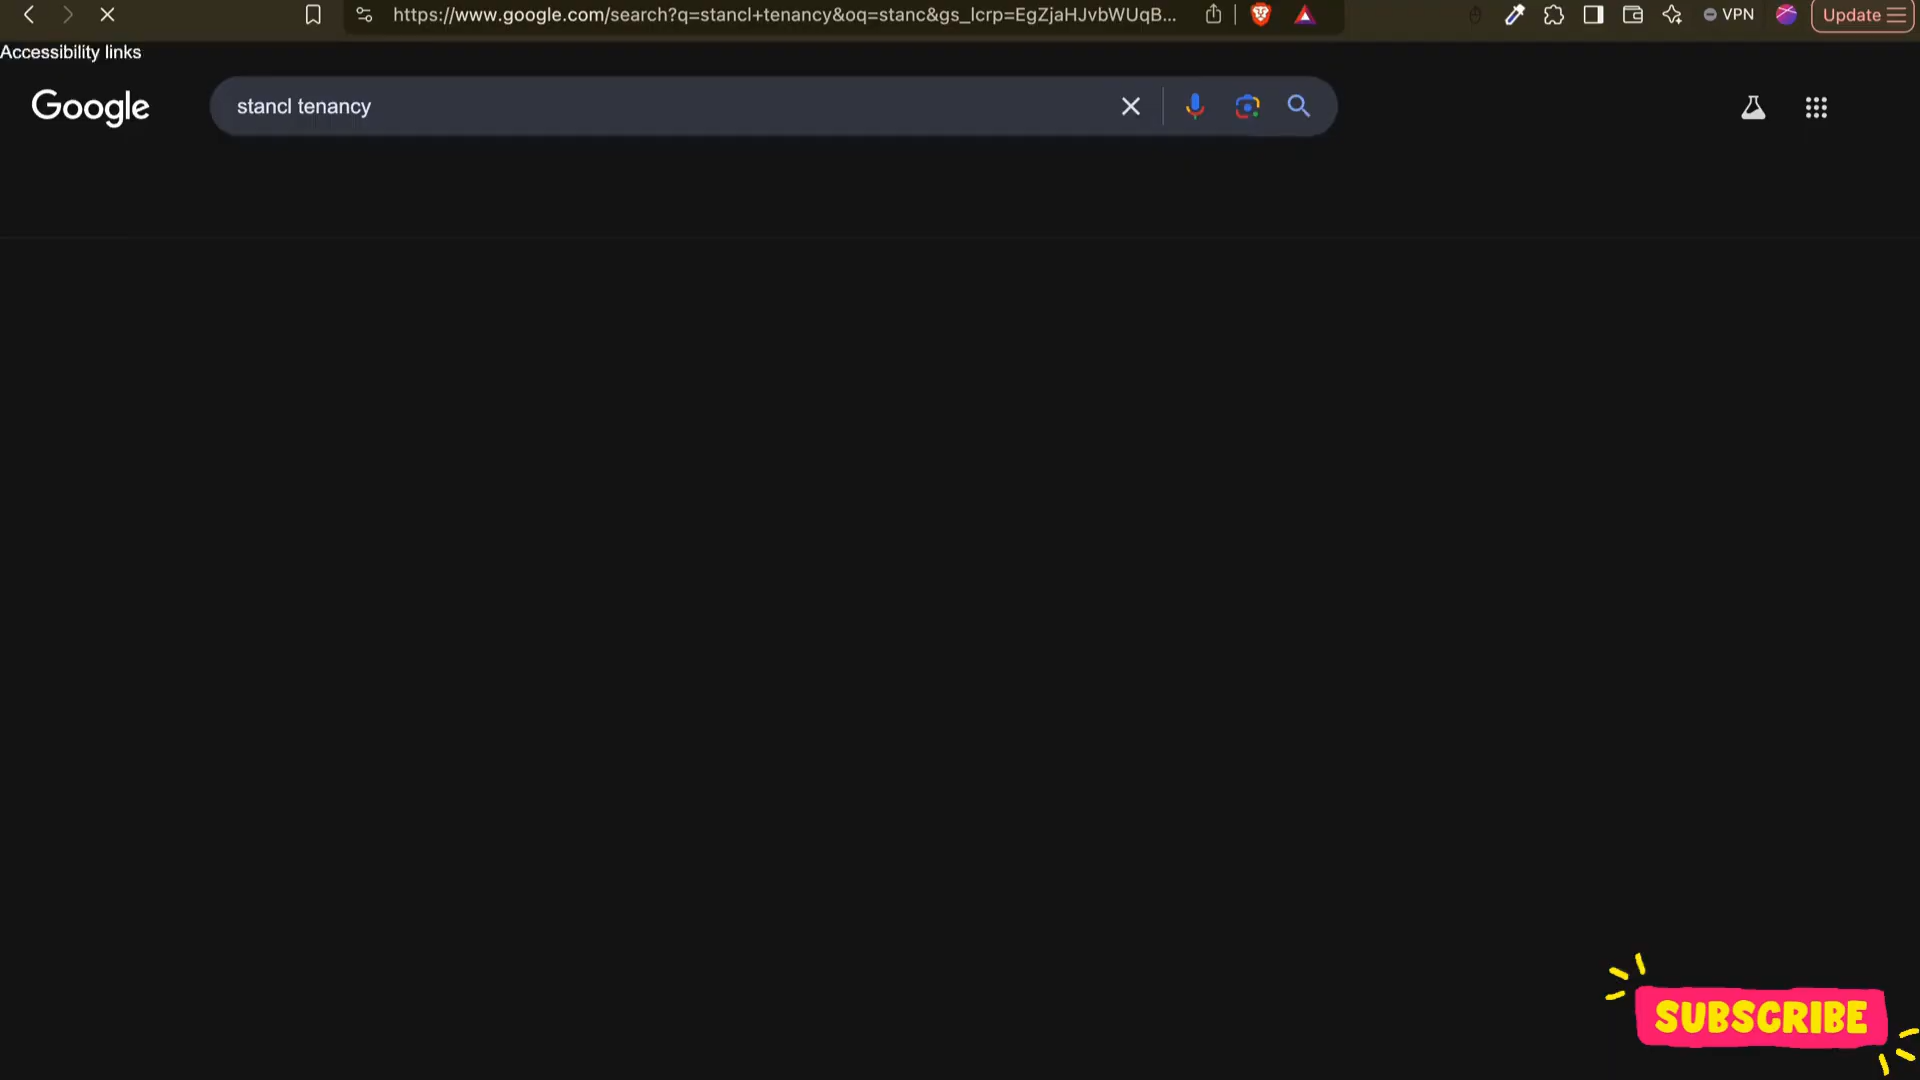 https://www.google.com/search?q=stancl+tenancy&oq=stanc&gs_lcrp=EgZjaHJvbWUqB...
VPN
Update
Accessibility links
Google
stancl tenancy
SUBSCRIBE